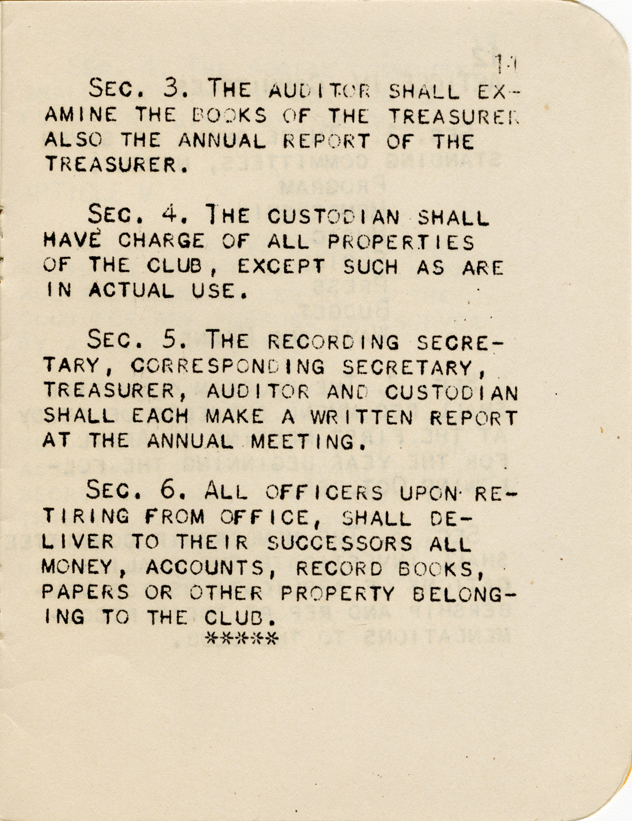 11
SEC. 3. THE AUDITOR SHALL EX-
AMINE THE BOOKS OF THE TREASURER
ALSO THE ANNUAL REPORT OF THE
TREASURER.
SEC. 4. THE CUSTODIAN SHALL
HAVE CHARGE OF ALL PROPERTIES
OF THE CLUB, EXCEPT SUCH AS ARE
IN ACTUAL USE.
SEC. 5. THE RECORDING SECRE-
TARY, CORRESPONDING SECRETARY,
TREASURER, AUDITOR AND CUSTODIAN
SHALL EACH MAKE A WRITTEN REPORT
AT THE ANNUAL MEETING.
SEC. 6. ALL OFFICERS UPON RE-
TIRING FROM OFFICE, SHALL DE-
LIVER TO THEIR SUCCESSORS ALL
MONEY, ACCOUNTS, RECORD BOOKS,
PAPERS OR OTHER PROPERTY BELONG-
ING TO THE CLUB.
*****